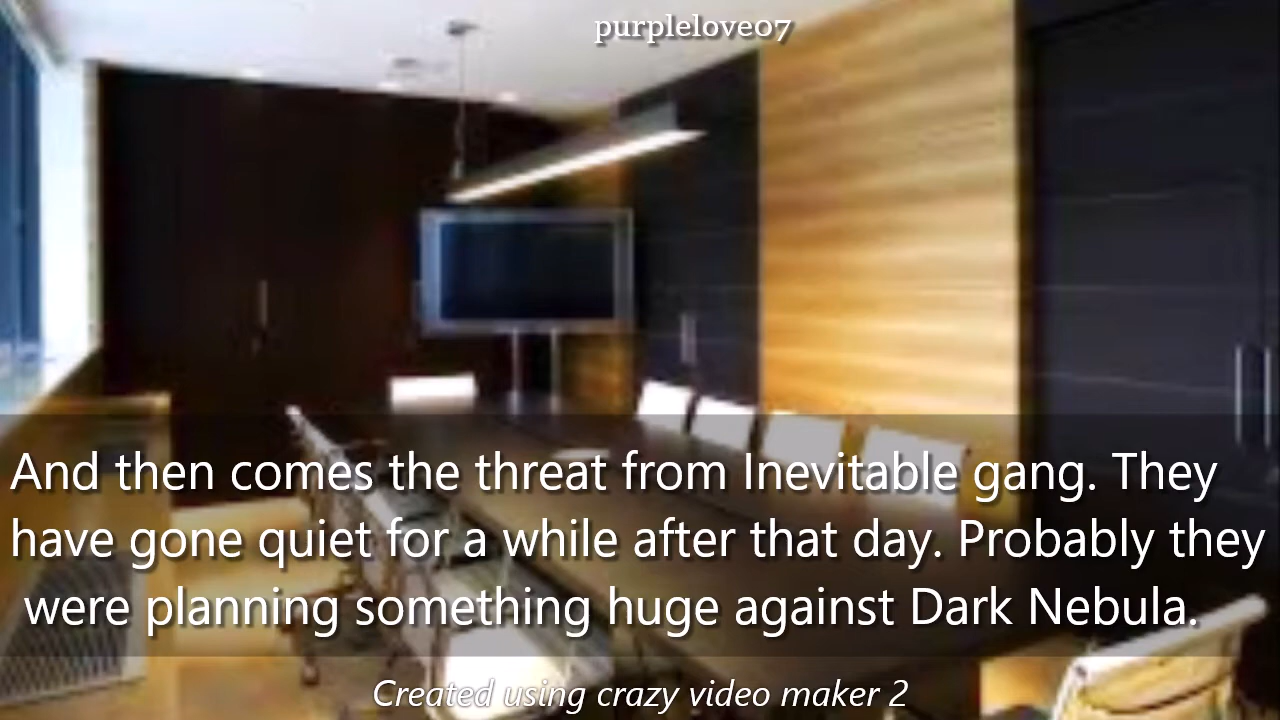 purplelove07
And then comes the threat from Inevitable gang. They
have gone quiet for a while after that day. Probably they
were planning something huge against Dark Nebula.
Created using crazy video maker 2